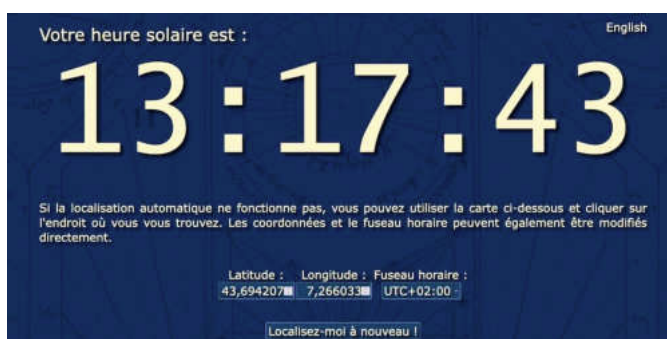 Votre heure solaire est :
English
13:17:43
Si la localisation automatique ne fonctionne pas, vous pouvez utiliser la carte ci-dessous et cliquer sur
l'endroit où vous vous trouvez. Les coordonnées et le fuseau horaire peuvent également être modifiés
directement.
Latitude : Longitude : Fuseau horaire :
43,694207 7,266033 UTC+02:00
Localisez-moi à nouveau !